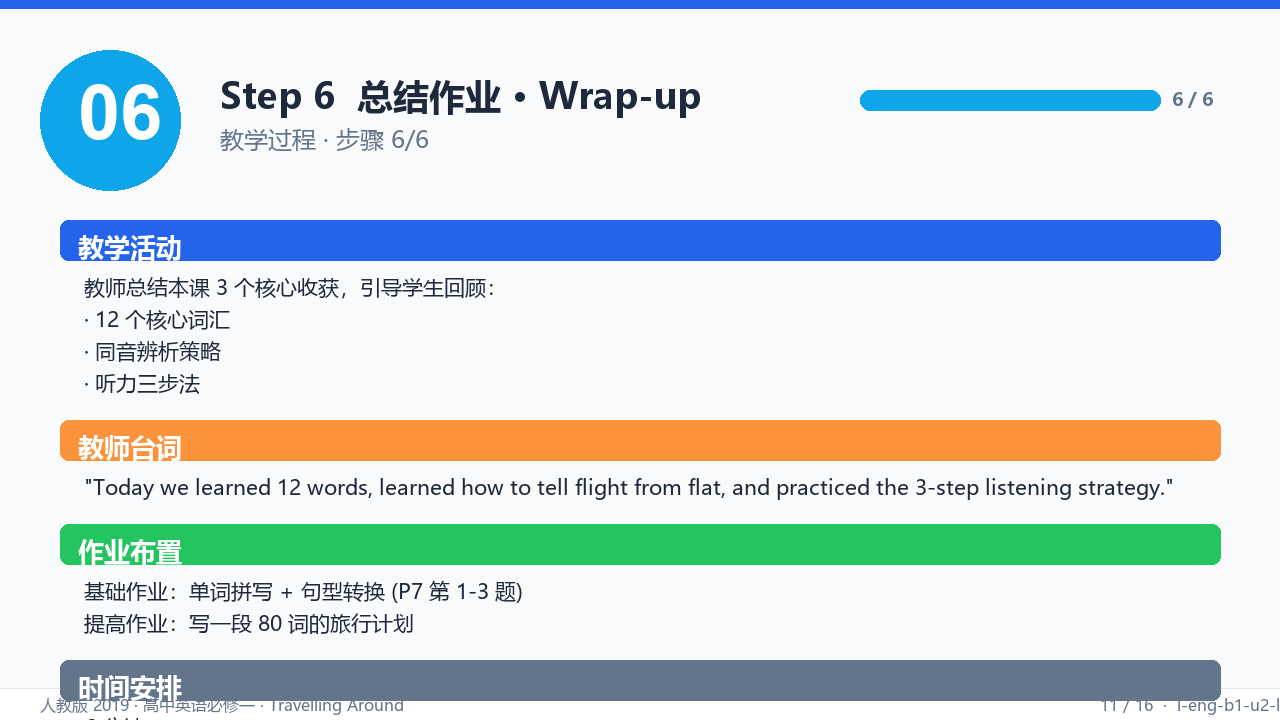 06
Step 6 总结作业 · Wrap-up
6 / 6
教学过程 · 步骤 6/6
教学活动
教师总结本课 3 个核心收获，引导学生回顾：
· 12 个核心词汇
· 同音辨析策略
· 听力三步法
教师台词
"Today we learned 12 words, learned how to tell flight from flat, and practiced the 3-step listening strategy."
作业布置
基础作业：单词拼写 + 句型转换 (P7 第 1-3 题)
提高作业：写一段 80 词的旅行计划
时间安排
人教版 2019 · 高中英语必修一 · Travelling Around
11 / 16 · l-eng-b1-u2-l